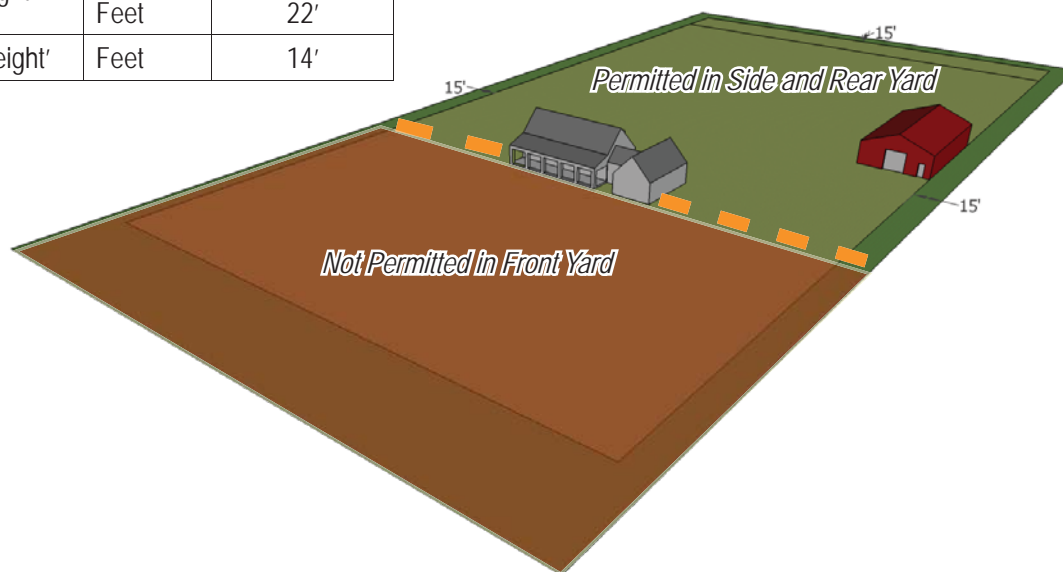 Feet 22′
eight′ Feet 14′
15'
Permitted in Side and Rear Yard
15'
15'
Not Permitted in Front Yard